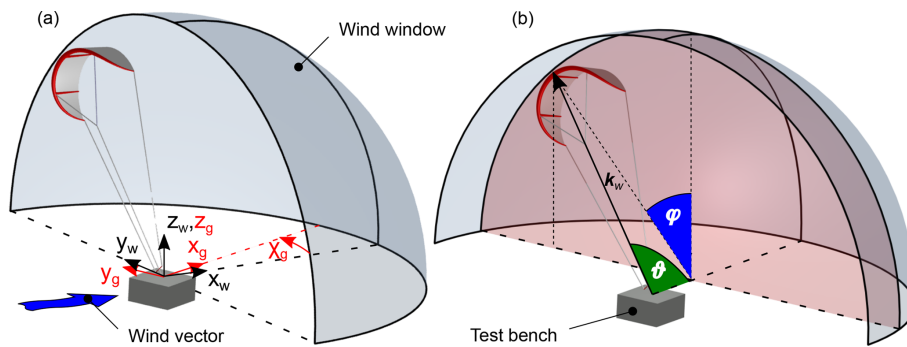 (a)
Wind window
z_w,z_g
y_w
x_g
χ_g
y_g
x_w
Wind vector
(b)
k_w
φ
ϑ
Test bench